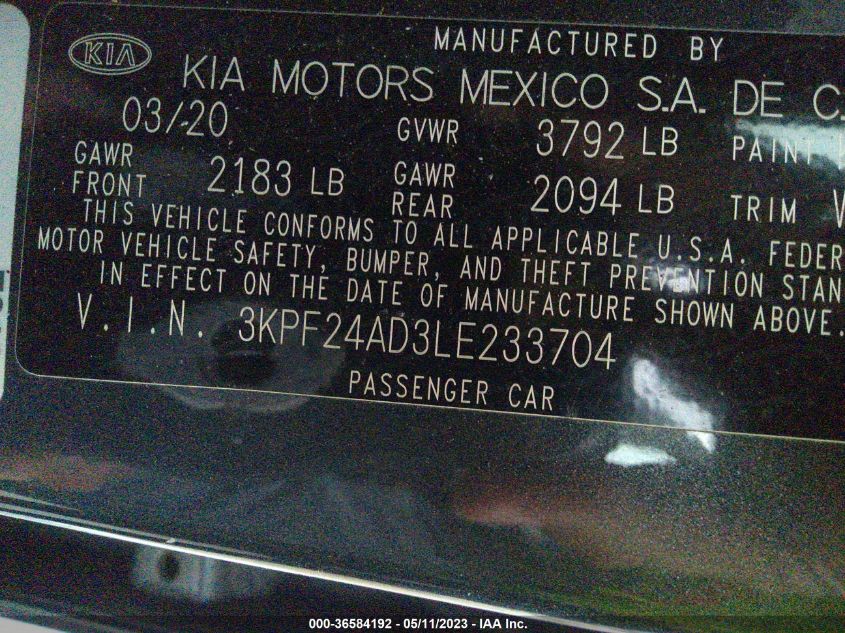 KIA
MANUFACTURED BY
KIA MOTORS MEXICO S.A. DE C.
03/20 GVWR 3792 LB PAINT
GAWR FRONT 2183 LB GAWR REAR 2094 LB TRIM
THIS VEHICLE CONFORMS TO ALL APPLICABLE U.S.A. FEDER
MOTOR VEHICLE SAFETY, BUMPER, AND THEFT PREVENTION STAN
IN EFFECT ON THE DATE OF MANUFACTURE SHOWN ABOVE.
V.I.N. 3KPF24AD3LE233704
PASSENGER CAR
000-36584192 - 05/11/2023 - IAA Inc.